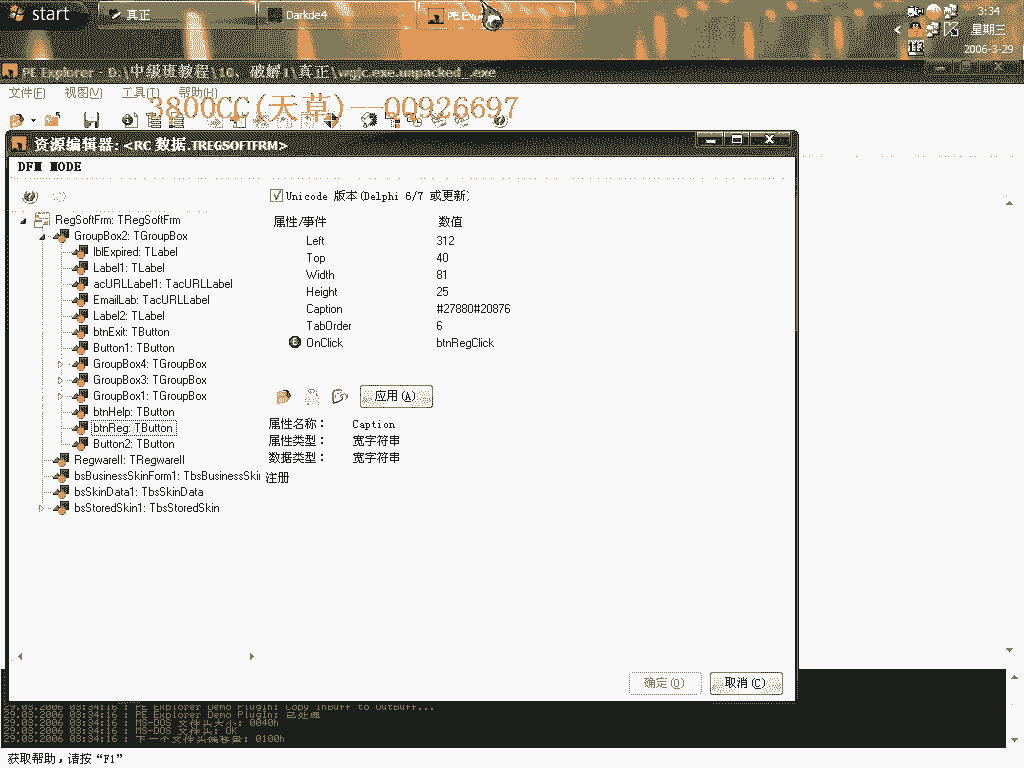 start
真正
Darkde4
PE Exp
3:34
星期三
2006-3-29
PE Explorer - D:\中级班教程\10、破解1\真正\wgjc.exe.unpacked_.exe
文件(F) 视图(V) 工具(T) 帮助(H)
3800CC(天草)--QQ926697
资源编辑器: <RC 数据.TREGSOFTFRM>
DFM MODE
Unicode 版本(Delphi 6/7 或更新)
RegSoftFrm: TRegSoftFrm
属性/事件 数值
GroupBox2: TGroupBox
Left 312
lblExpired: TLabel
Top 40
Label1: TLabel
Width 81
acURLLabel1: TacURLLabel
Height 25
EmailLab: TacURLLabel
Caption #27880#20876
Label2: TLabel
TabOrder 6
btnExit: TButton
OnClick btnRegClick
Button1: TButton
GroupBox4: TGroupBox
GroupBox3: TGroupBox
GroupBox1: TGroupBox
应用(A)
btnHelp: TButton
属性名称： Caption
btnReg: TButton
属性类型： 宽字符串
Button2: TButton
数据类型： 宽字符串
RegwareII: TRegwareII
bsBusinessSkinForm1: TbsBusinessSki
注册
bsSkinData1: TbsSkinData
bsStoredSkin1: TbsStoredSkin
确定(O) 取消(C)
29.03.2006 03:34:16 : PE Explorer Demo PlugIn: Copy InBuff to OutBuff...
29.03.2006 03:34:16 : PE Explorer Demo PlugIn: 已处理
29.03.2006 03:34:16 : MS-DOS 文件头大小: 0040h
29.03.2006 03:34:16 : MS-DOS 文件头: OK
29.03.2006 03:34:16 : 下一个文件头偏移量: 0100h
获取帮助，请按“F1”